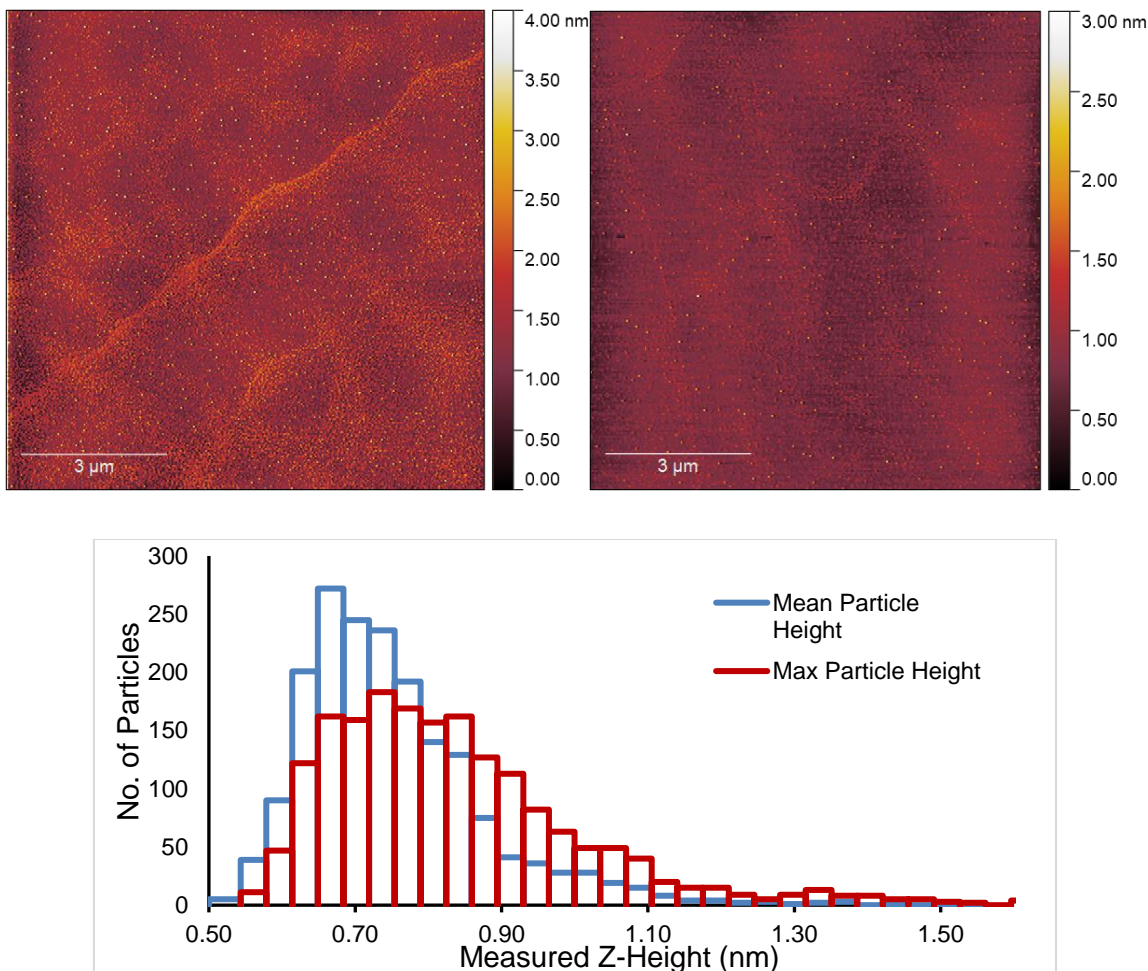 4.00 nm
3.50
3.00
2.50
2.00
1.50
1.00
0.50
0.00
3 µm
3.00 nm
2.50
2.00
1.50
1.00
0.50
0.00
3 µm
300
250
200
150
100
50
0
No. of Particles
Mean Particle
Height
Max Particle Height
0.50 0.70 0.90 1.10 1.30 1.50
Measured Z-Height (nm)